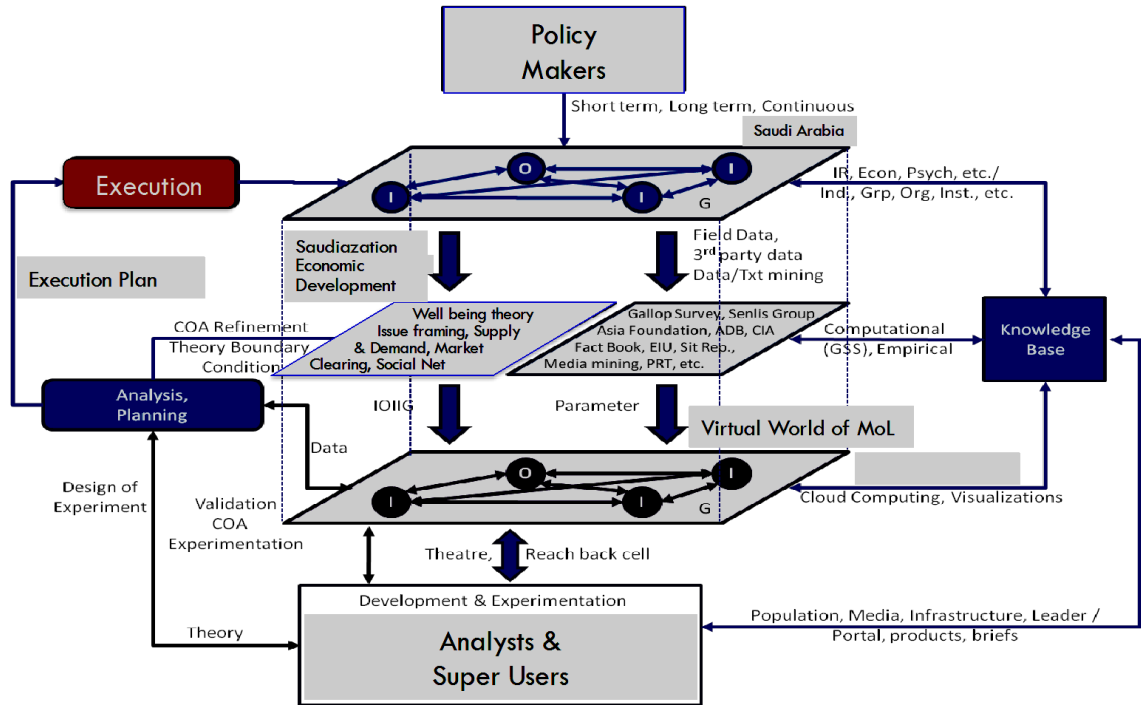 Policy
Makers
Short term, Long term, Continuous
Saudi Arabia
Execution
O
I
I
I
G
IR, Econ, Psych, etc./
Ind., Grp, Org, Inst., etc.
Saudiazation
Economic
Development
Field Data,
3rd party data
Data/Txt mining
Execution Plan
COA Refinement
Theory Boundary
Condition
Well being theory
Issue framing, Supply
& Demand, Market
Clearing, Social Net
Gallop Survey, Senlis Group
Asia Foundation, ADB, CIA
Fact Book, EIU, Sit Rep.,
Media mining, PRT, etc.
Computational
(GSS), Empirical
Knowledge
Base
Analysis,
Planning
IOIIG
Parameter
Virtual World of MoL
Data
O
I
I
I
G
Cloud Computing, Visualizations
Design of
Experiment
Validation
COA
Experimentation
Theatre,
Reach back cell
Development & Experimentation
Analysts &
Super Users
Theory
Population, Media, Infrastructure, Leader /
Portal, products, briefs